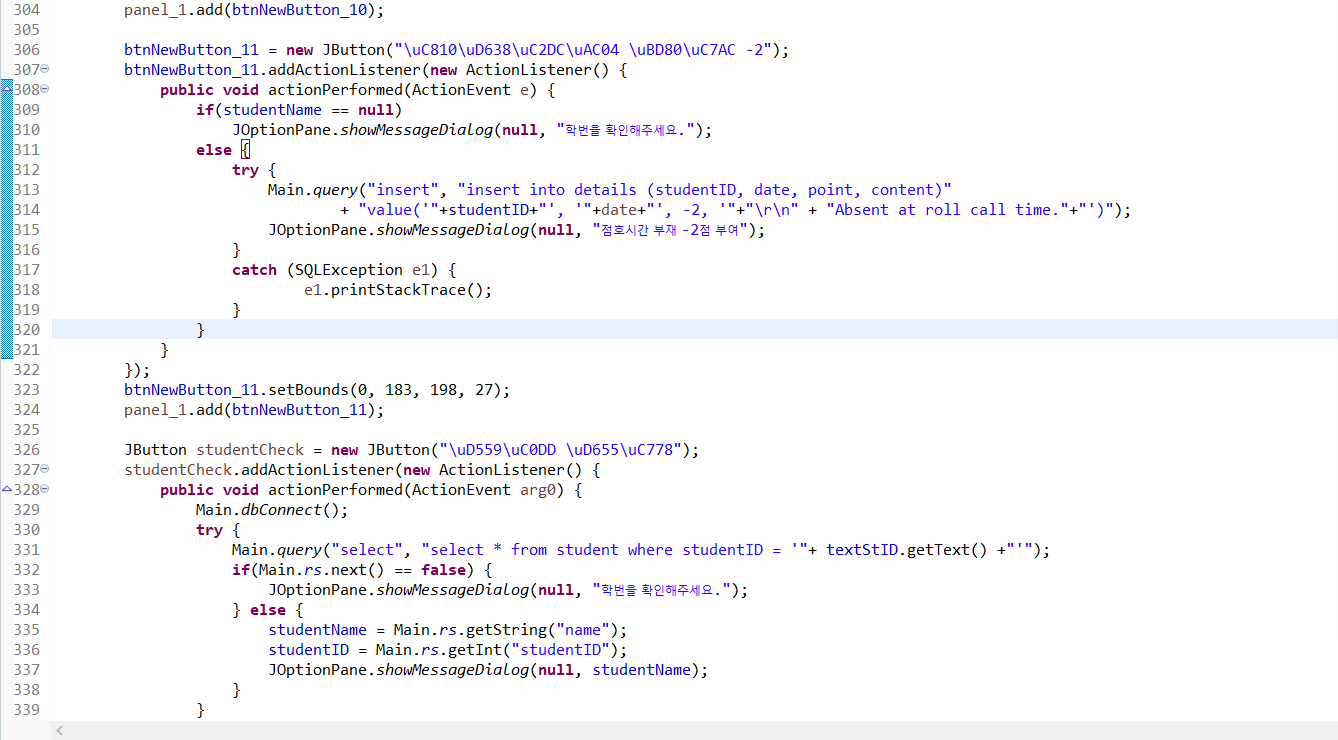 304 panel_1.add(btnNewButton_10);
305
306 btnNewButton_11 = new JButton("\uC810\uD638\uC2DC\uAC04 \uBD80\uC7AC -2");
307 btnNewButton_11.addActionListener(new ActionListener() {
308 public void actionPerformed(ActionEvent e) {
309 if(studentName == null)
310 JOptionPane.showMessageDialog(null, "학번을 확인해주세요.");
311 else {
312 try {
313 Main.query("insert", "insert into details (studentID, date, point, content)"
314 + "value('"+studentID+"', '"+date+"', -2, '"+"\r\n" + "Absent at roll call time."+"')");
315 JOptionPane.showMessageDialog(null, "점호시간 부재 -2점 부여");
316 }
317 catch (SQLException e1) {
318 e1.printStackTrace();
319 }
320 }
321 }
322 });
323 btnNewButton_11.setBounds(0, 183, 198, 27);
324 panel_1.add(btnNewButton_11);
325
326 JButton studentCheck = new JButton("\uD559\uC0DD \uD655\uC778");
327 studentCheck.addActionListener(new ActionListener() {
328 public void actionPerformed(ActionEvent arg0) {
329 Main.dbConnect();
330 try {
331 Main.query("select", "select * from student where studentID = '"+ textStID.getText() +"'");
332 if(Main.rs.next() == false) {
333 JOptionPane.showMessageDialog(null, "학번을 확인해주세요.");
334 } else {
335 studentName = Main.rs.getString("name");
336 studentID = Main.rs.getInt("studentID");
337 JOptionPane.showMessageDialog(null, studentName);
338 }
339 }